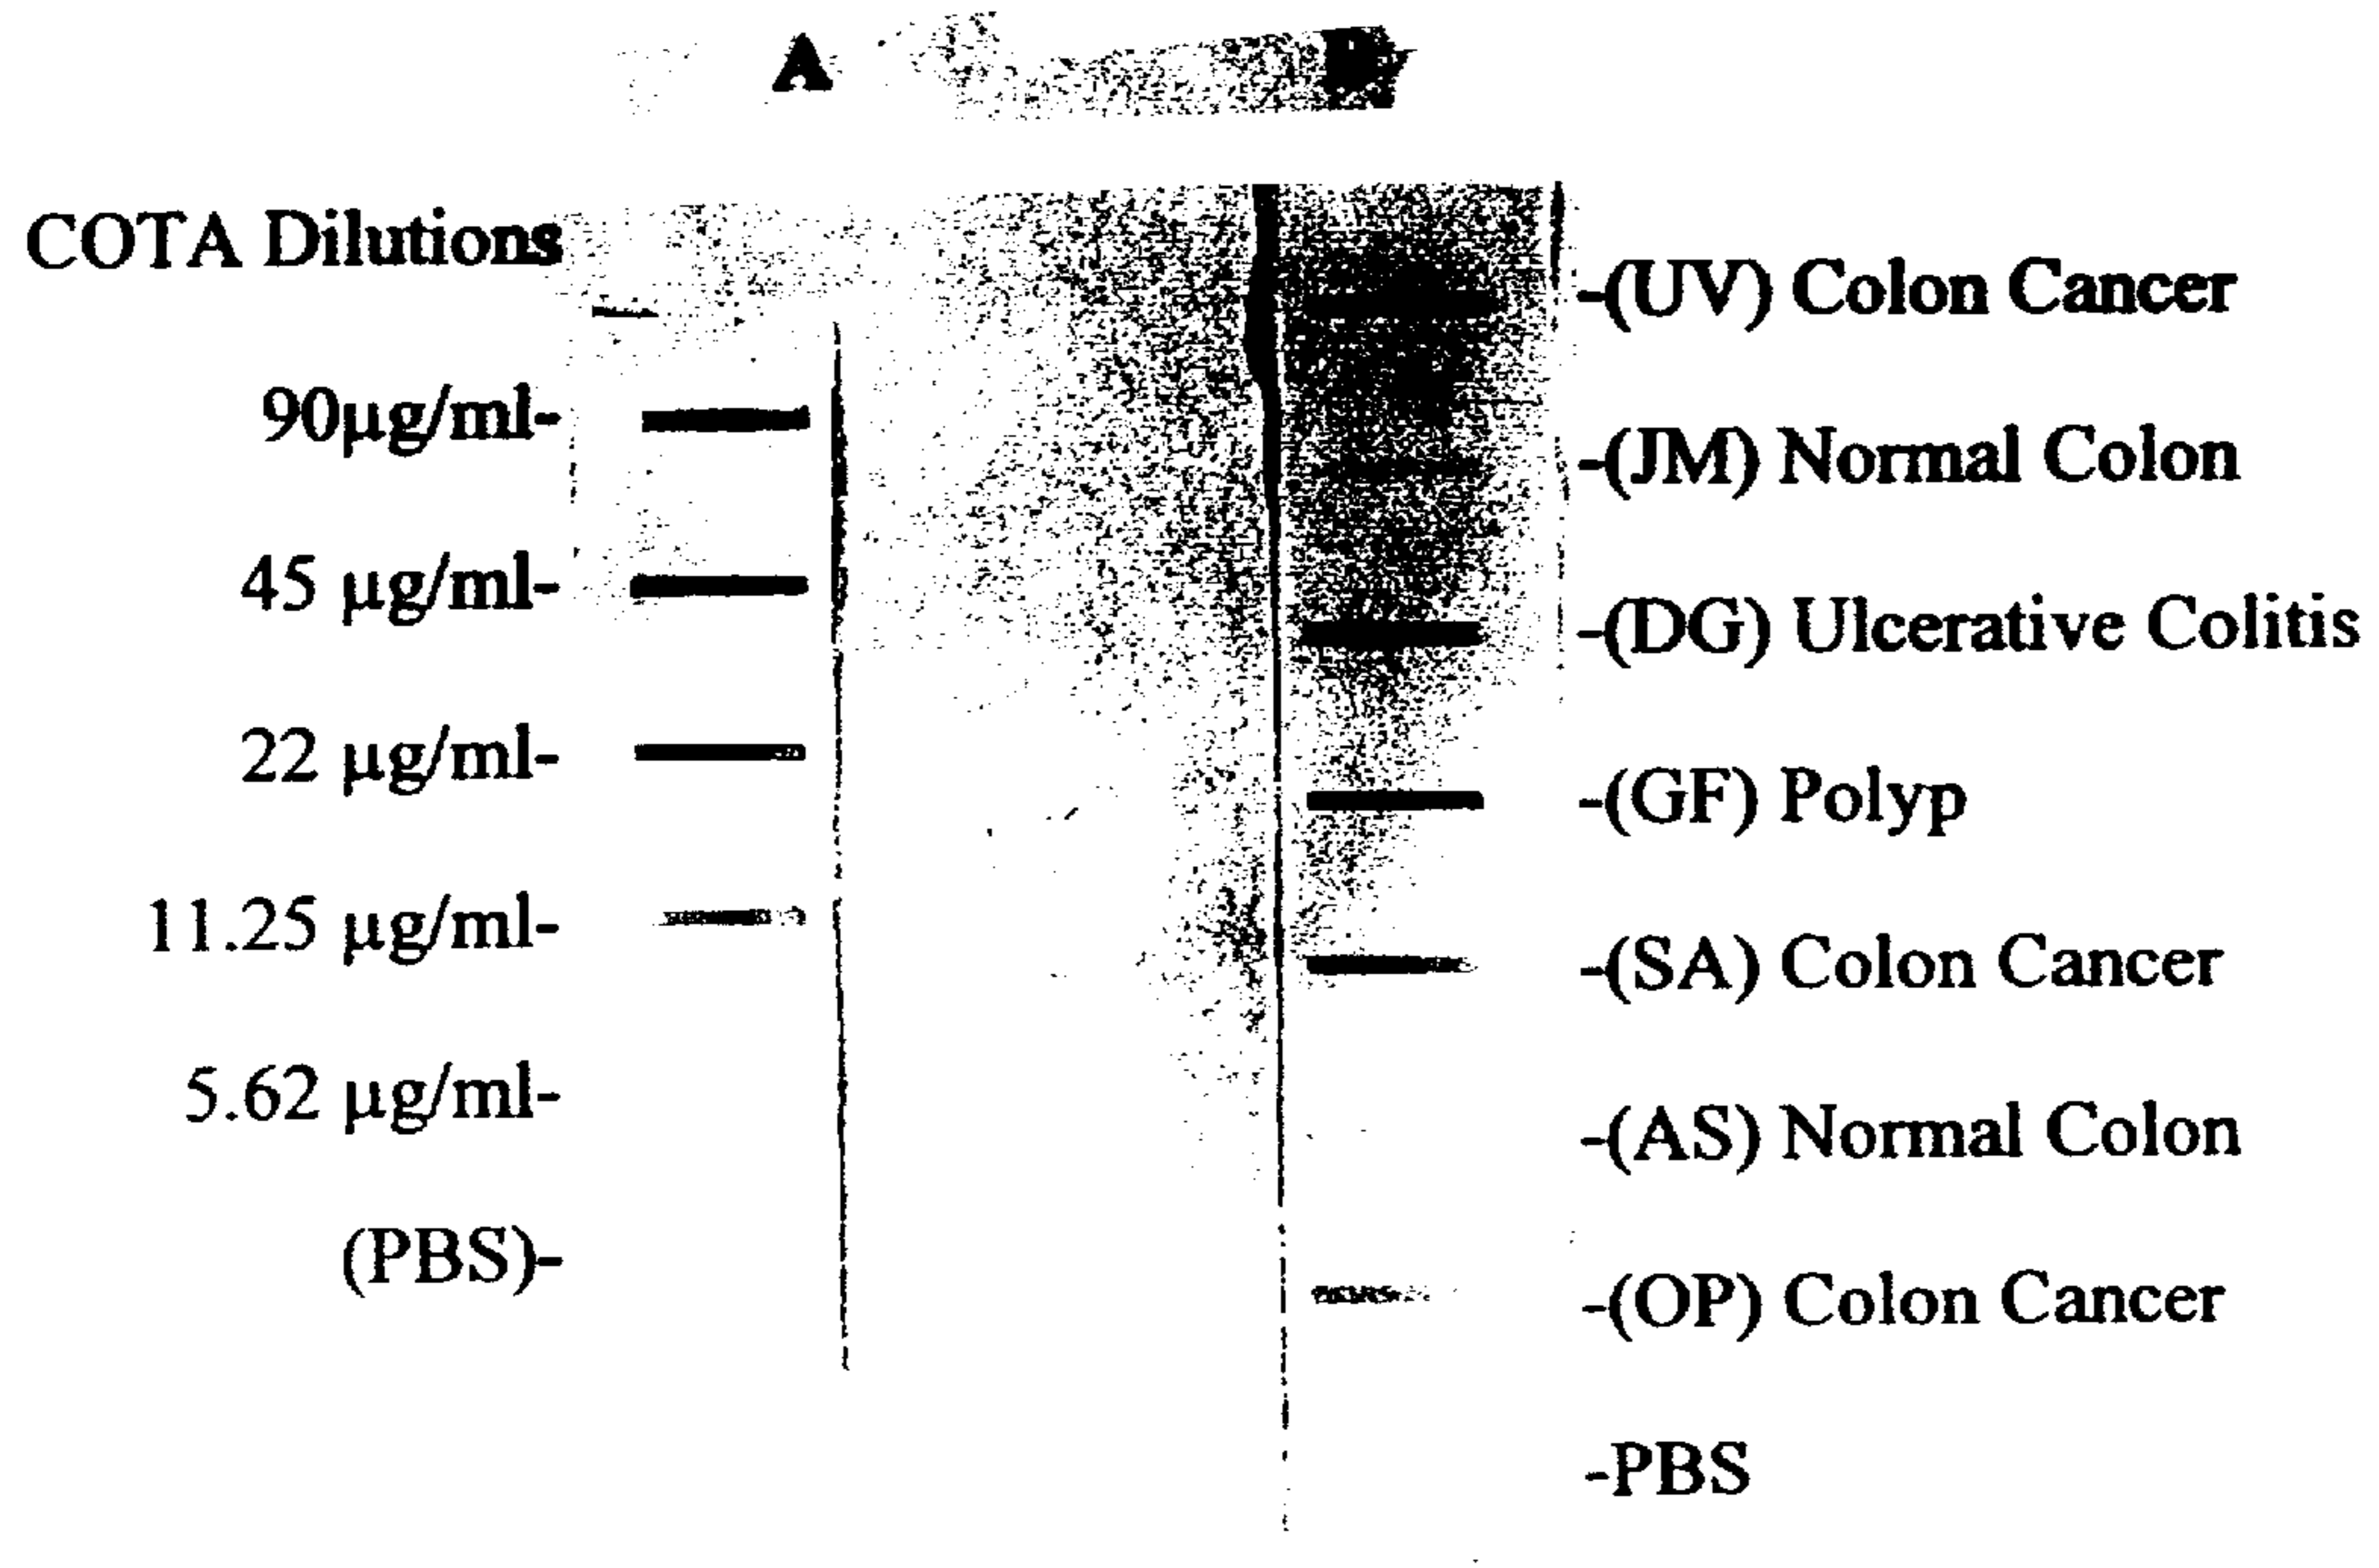 A
COTA Dilutions
90µg/ml-
45 µg/ml-
22 µg/ml-
11.25 µg/ml-
5.62 µg/ml-
(PBS)-
-(UV) Colon Cancer
-(JM) Normal Colon
-(DG) Ulcerative Colitis
-(GF) Polyp
-(SA) Colon Cancer
-(AS) Normal Colon
-(OP) Colon Cancer
-PBS